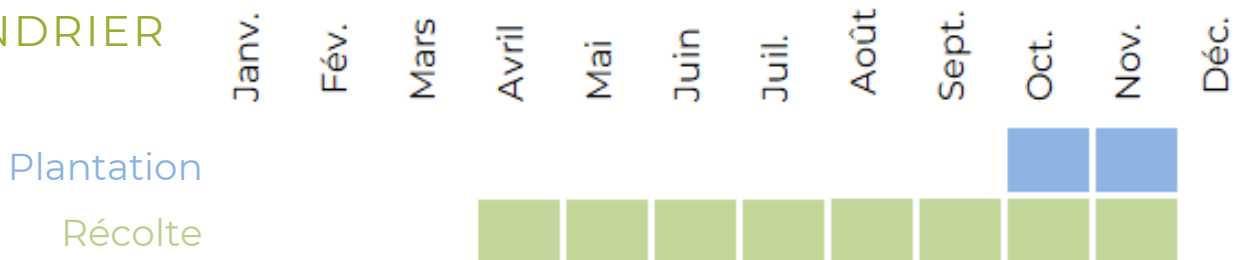 NDRIER
Janv.
Fév.
Mars
Avril
Mai
Juin
Juil.
Août
Sept.
Oct.
Nov.
Déc.
Plantation
Récolte